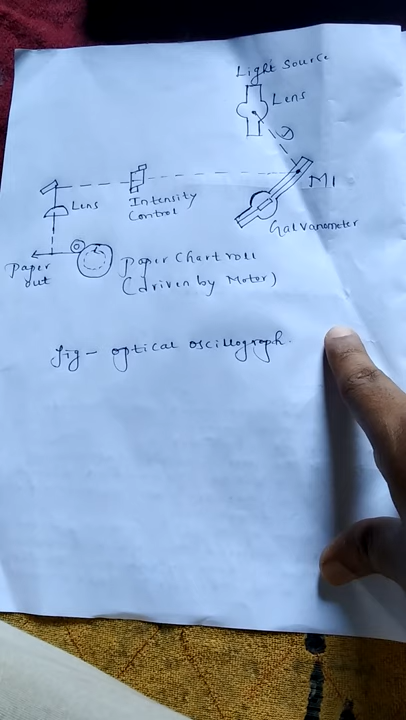 Light Source
Lens
M1
Galvanometer
Lens
Intensity
Control
Paper
out
Paper Chart roll
(driven by Motor)
Fig - optical oscillograph.